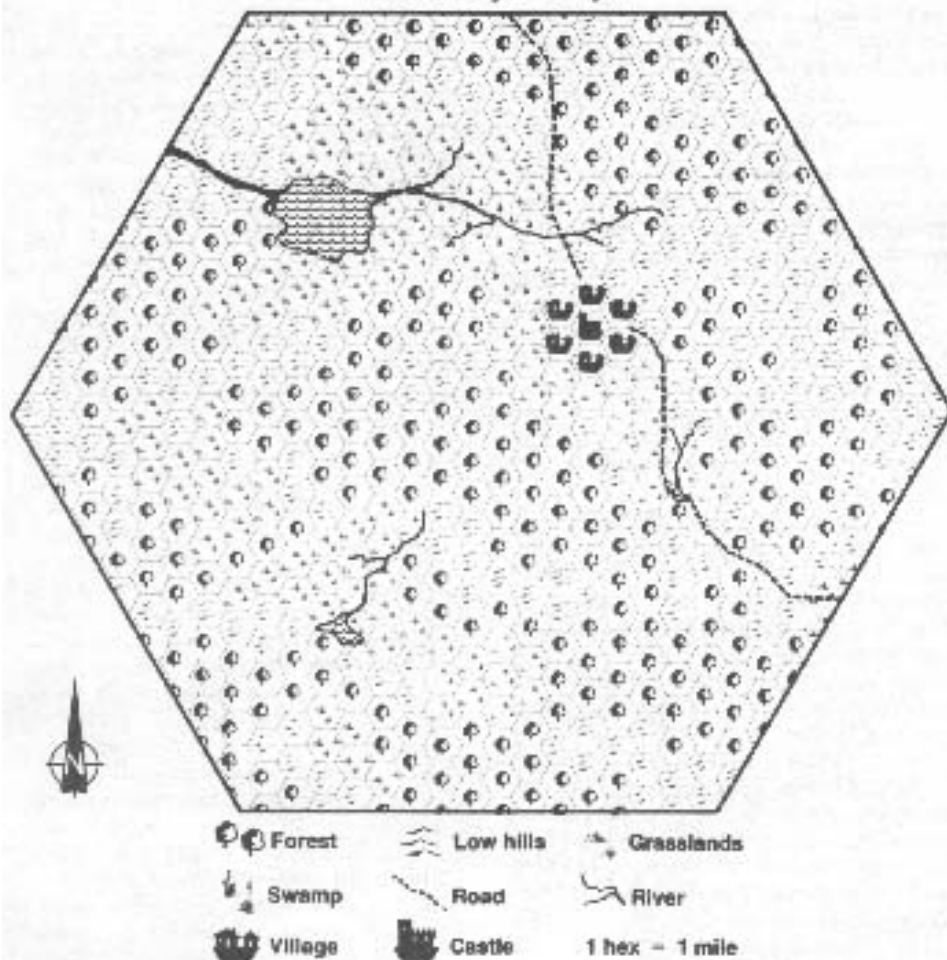 N
Forest Low hills Grasslands
Swamp Road River
Village Castle 1 hex = 1 mile